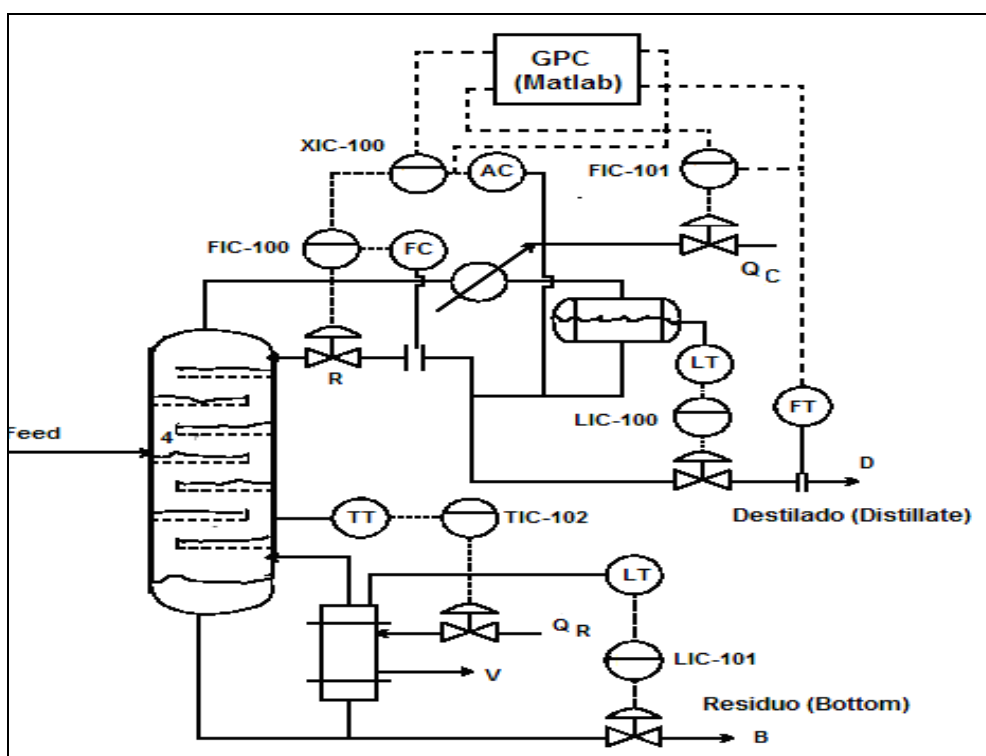 GPC
(Matlab)
XIC-100
AC
FIC-101
FIC-100
FC
Q C
LT
R
LIC-100
FT
Feed
4
D
Destilado (Distillate)
TT
TIC-102
LT
Q R
LIC-101
V
Residuo (Bottom)
B